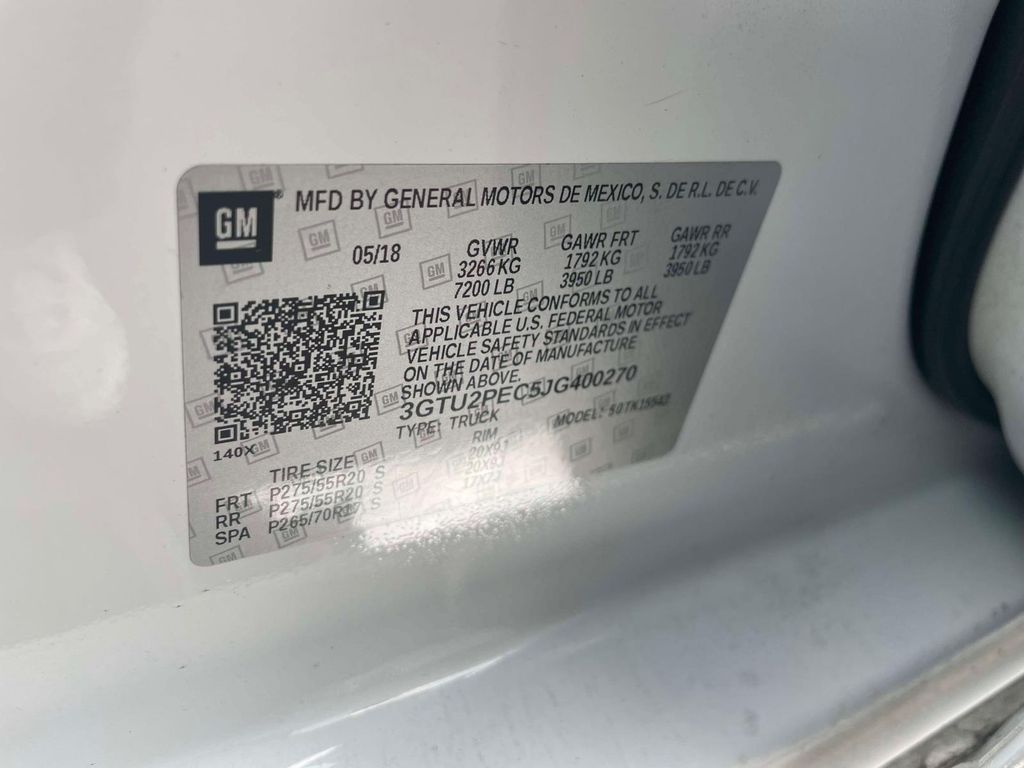 GM® MFD BY GENERAL MOTORS DE MEXICO, S. DE R.L. DE C.V.
05/18 GVWR GAWR FRT GAWR RR
3266 KG 1792 KG 1792 KG
7200 LB 3950 LB 3950 LB
THIS VEHICLE CONFORMS TO ALL
APPLICABLE U.S. FEDERAL MOTOR
VEHICLE SAFETY STANDARDS IN EFFECT
ON THE DATE OF MANUFACTURE
SHOWN ABOVE.
3GTU2PEC5JG400270
TYPE: TRUCK MODEL: 50TK15543
140X
TIRE SIZE RIM
FRT P275/55R20 S 20X9J
RR P275/55R20 S 20X9J
SPA P265/70R17 S